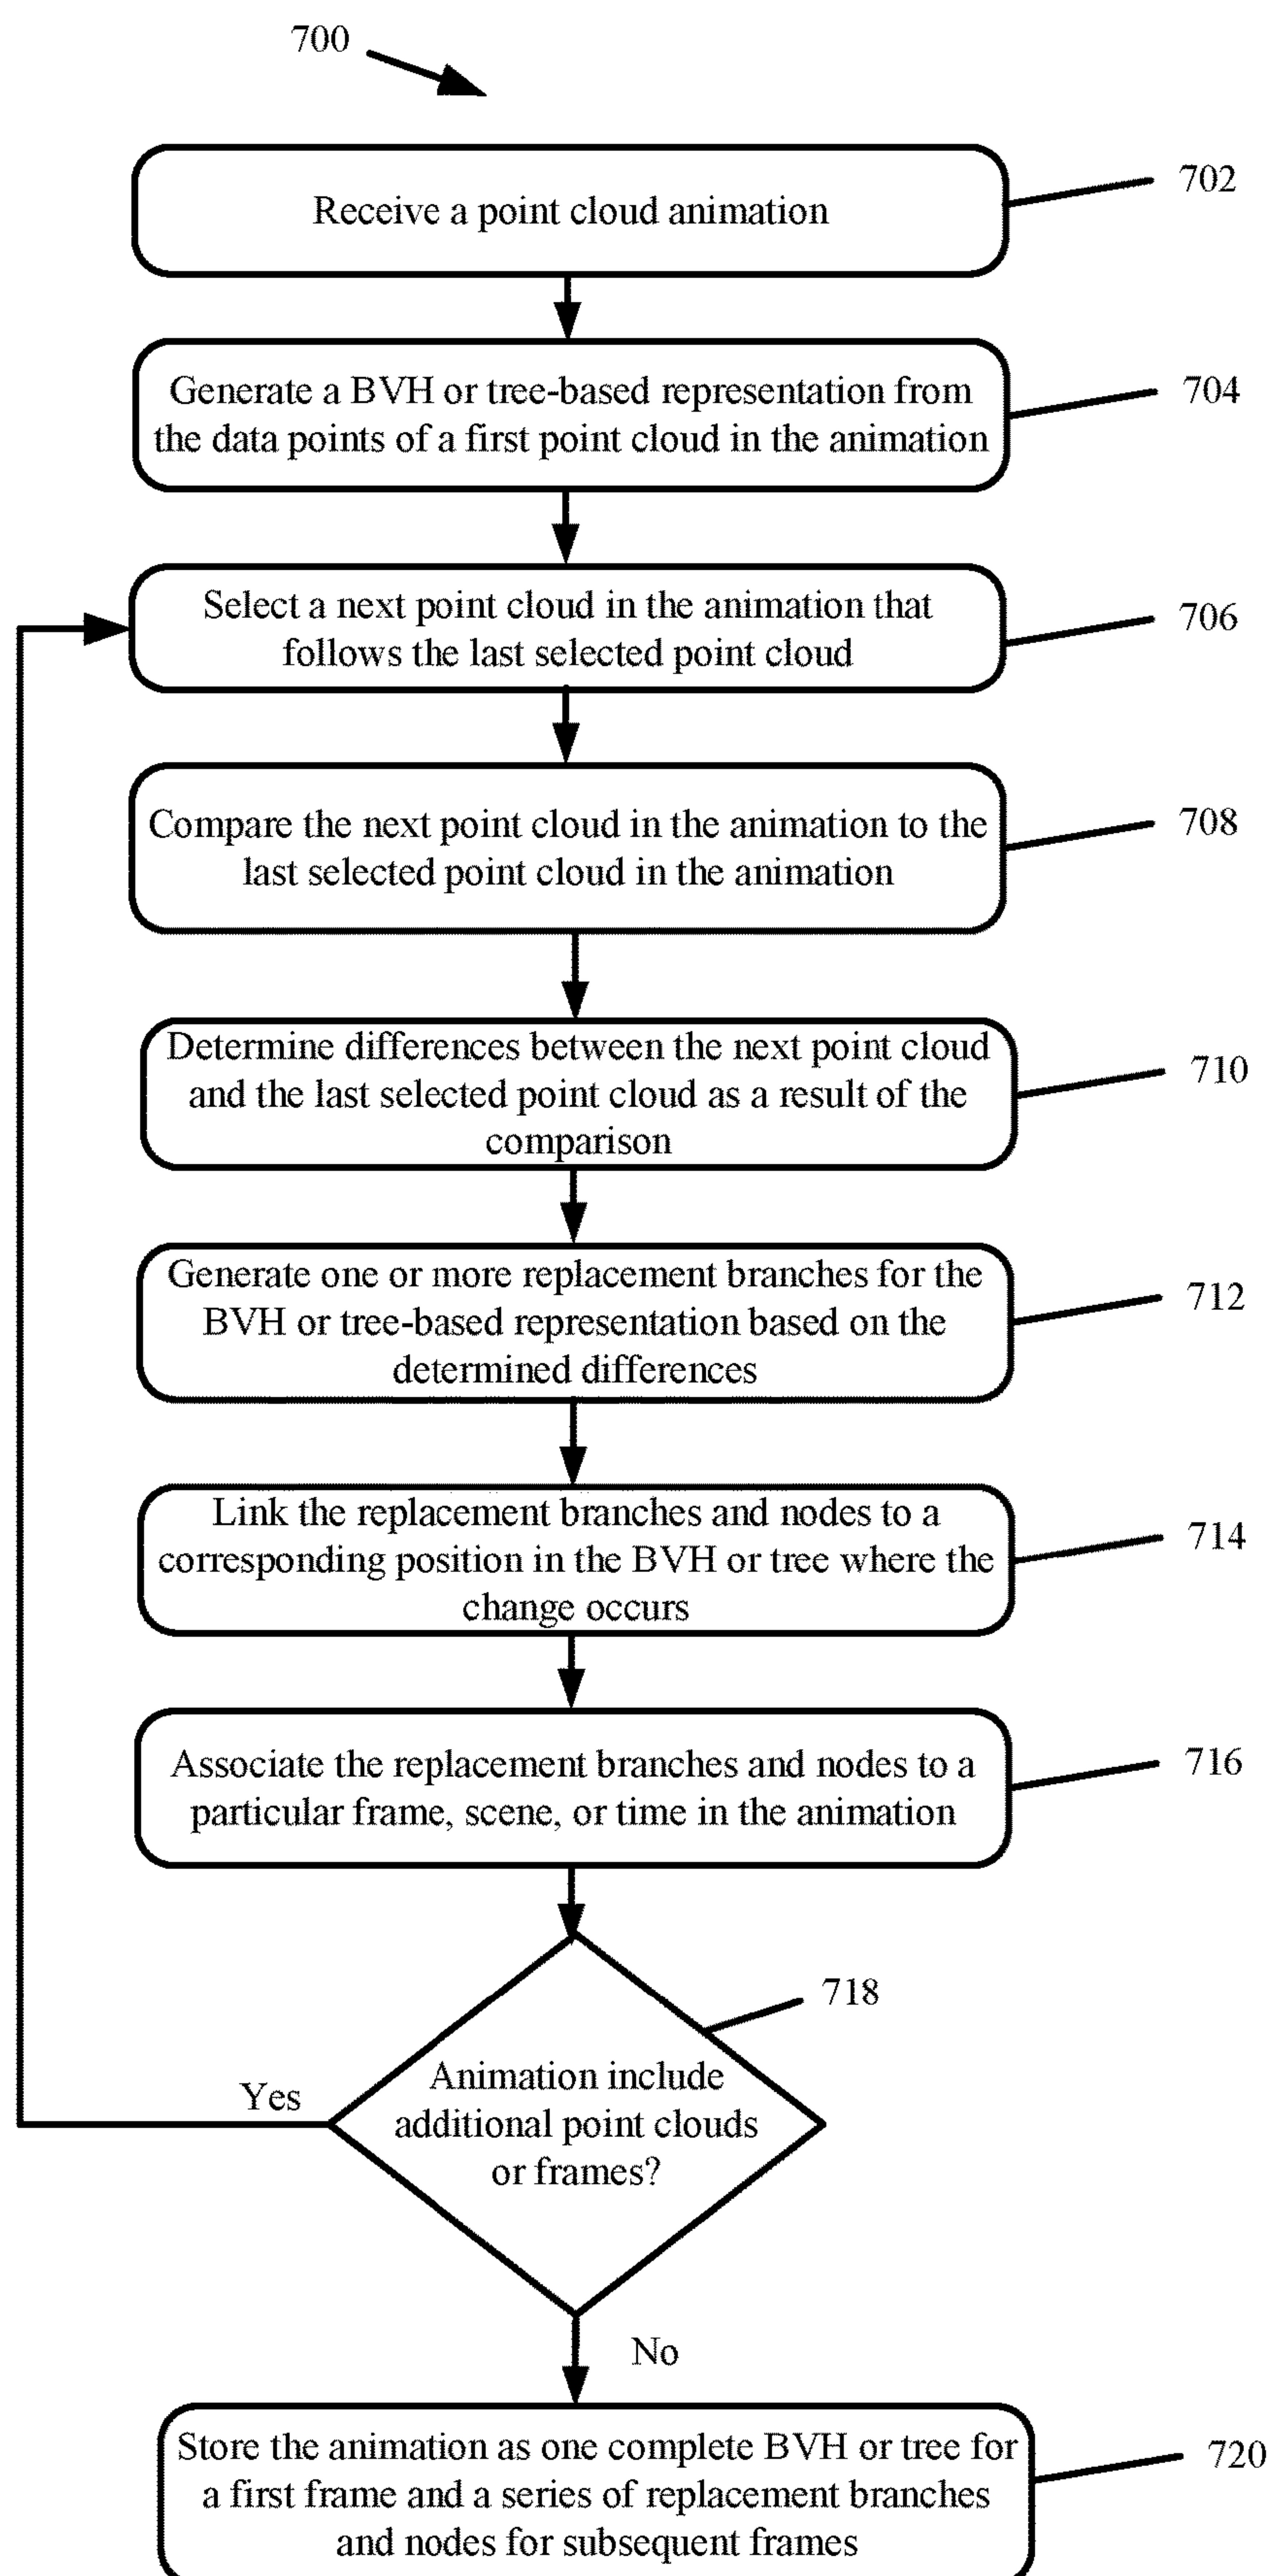 700
Receive a point cloud animation
702
Generate a BVH or tree-based representation from
the data points of a first point cloud in the animation
704
Select a next point cloud in the animation that
follows the last selected point cloud
706
Compare the next point cloud in the animation to the
last selected point cloud in the animation
708
Determine differences between the next point cloud
and the last selected point cloud as a result of the
comparison
710
Generate one or more replacement branches for the
BVH or tree-based representation based on the
determined differences
712
Link the replacement branches and nodes to a
corresponding position in the BVH or tree where the
change occurs
714
Associate the replacement branches and nodes to a
particular frame, scene, or time in the animation
716
718
Animation include
additional point clouds
or frames?
Yes
No
Store the animation as one complete BVH or tree for
a first frame and a series of replacement branches
and nodes for subsequent frames
720